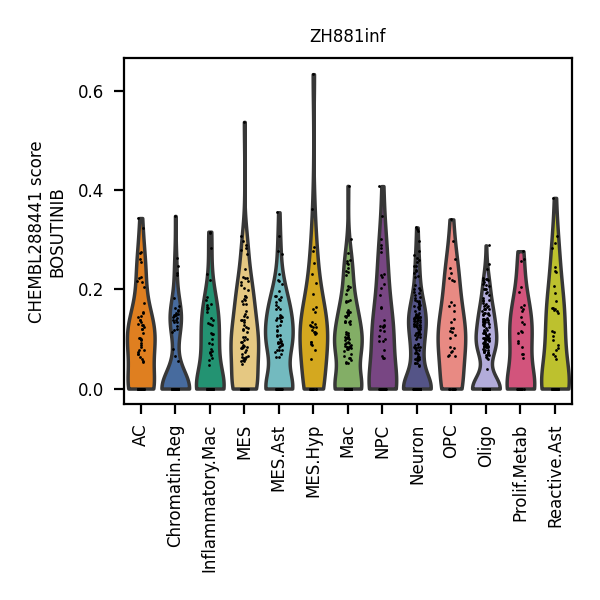 ZH881inf
CHEMBL288441 score
BOSUTINIB
0.6
0.4
0.2
0.0
AC
Chromatin.Reg
Inflammatory.Mac
MES
MES.Ast
MES.Hyp
Mac
NPC
Neuron
OPC
Oligo
Prolif.Metab
Reactive.Ast